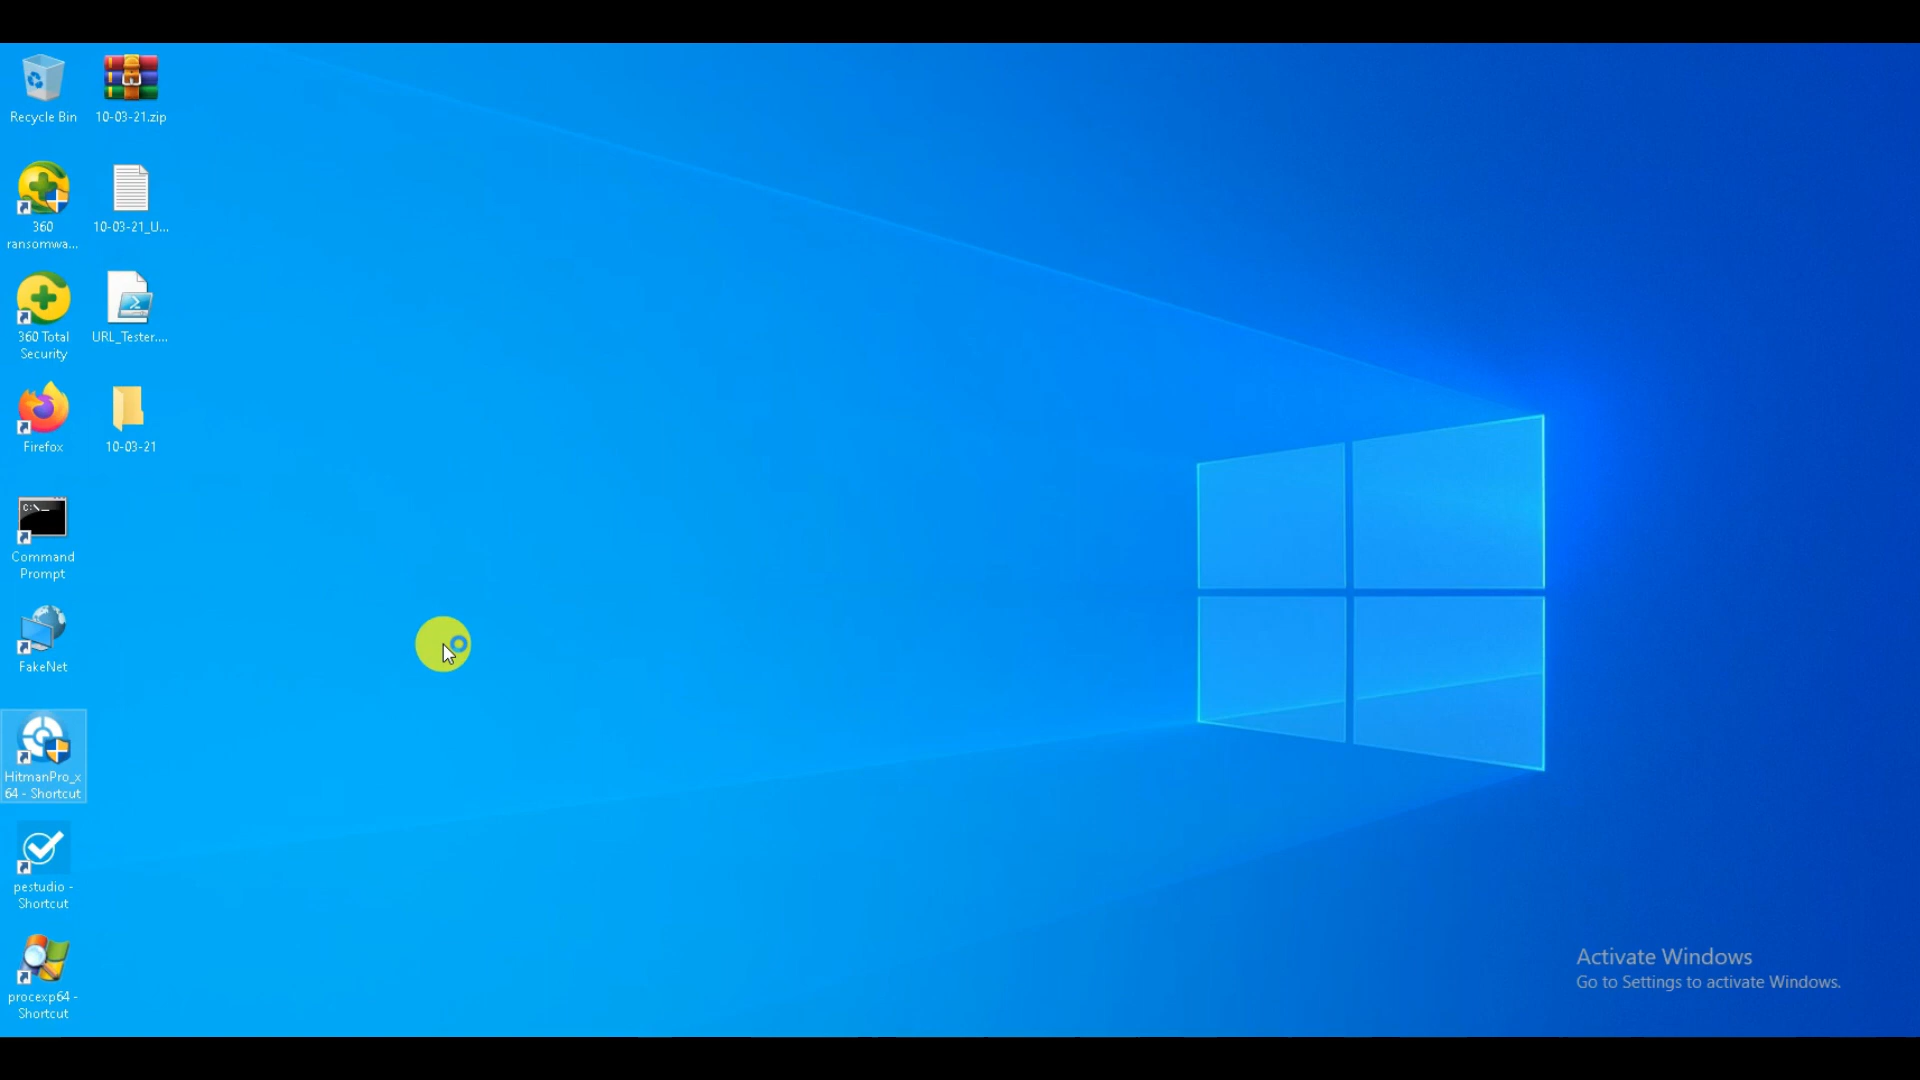 Recycle Bin
10-03-21.zip
360
ransomwa...
10-03-21_U...
360 Total
Security
URL_Tester....
Firefox
10-03-21
C:\_
Command
Prompt
FakeNet
HitmanPro_x
64 - Shortcut
pestudio -
Shortcut
procexp64 -
Shortcut
Activate Windows
Go to Settings to activate Windows.